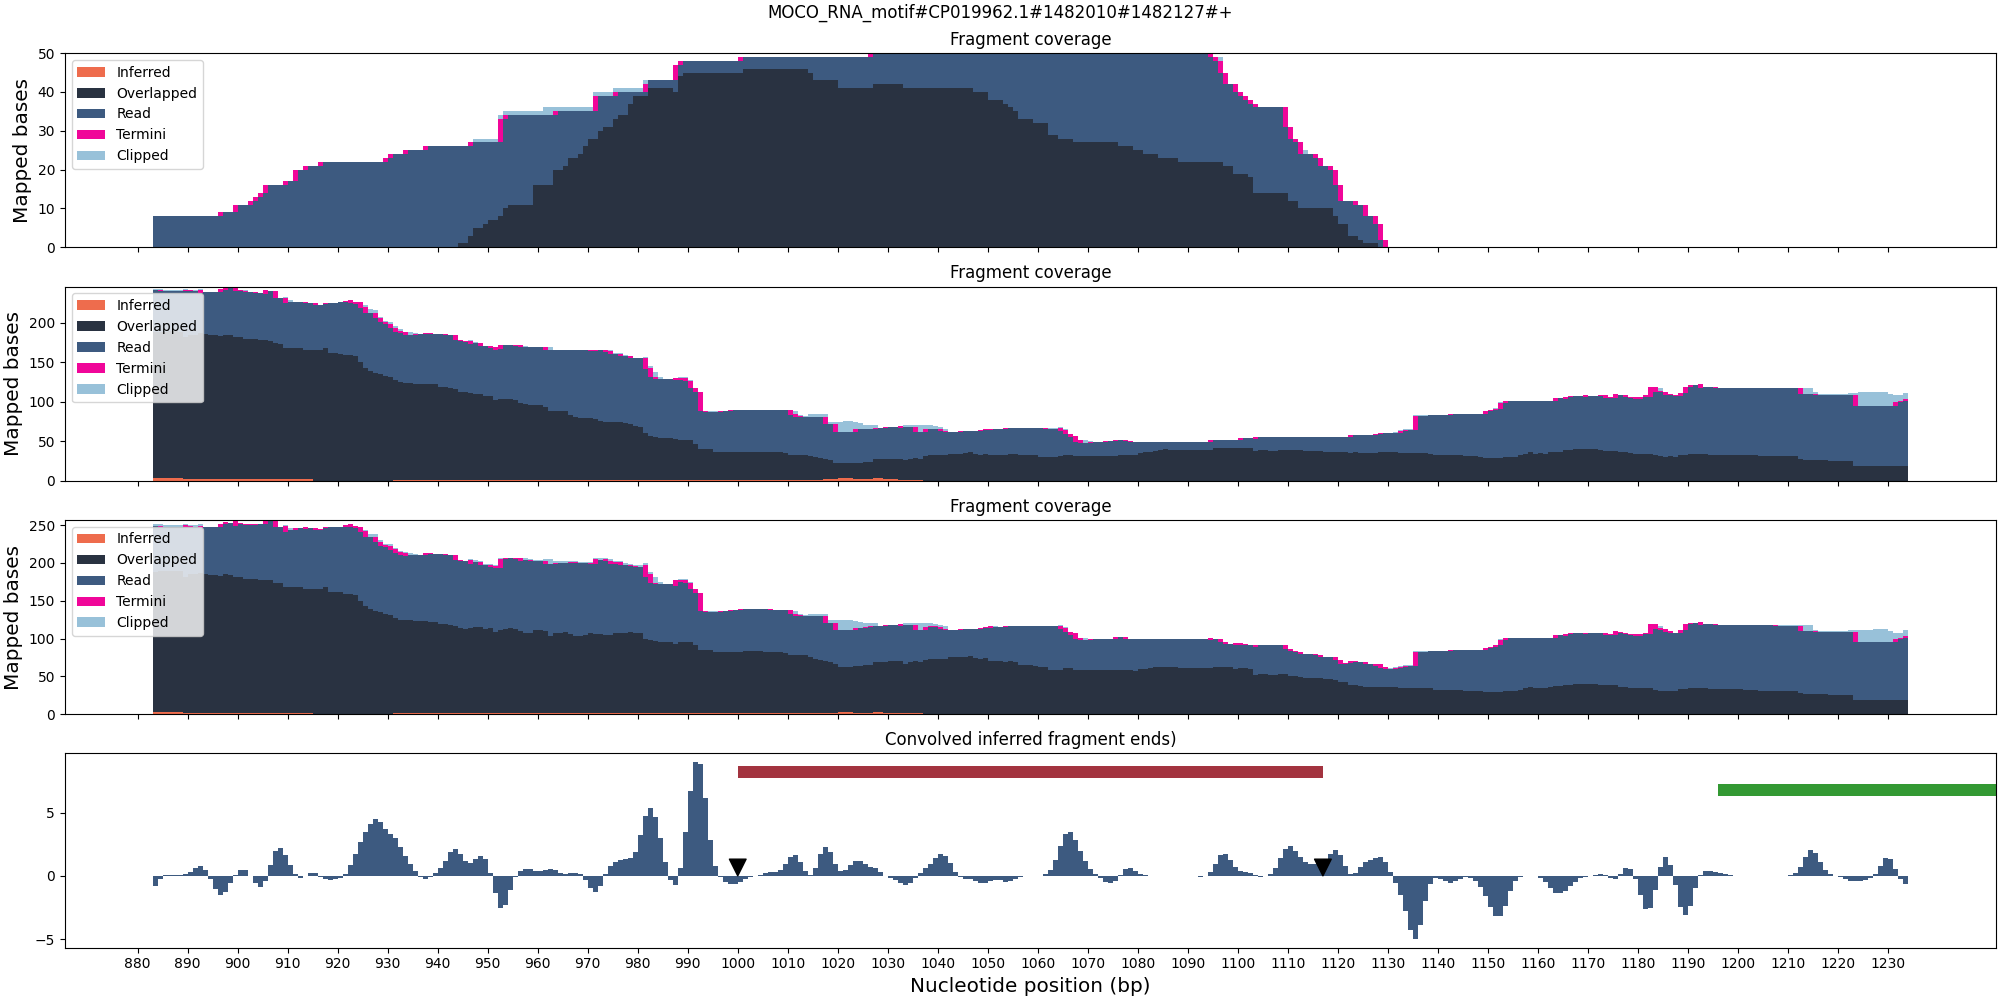 MOCO_RNA_motif#CP019962.1#1482010#1482127#+
Fragment coverage
Mapped bases
50
40
30
20
10
0
Inferred
Overlapped
Read
Termini
Clipped
Fragment coverage
Mapped bases
200
150
100
50
0
Inferred
Overlapped
Read
Termini
Clipped
Fragment coverage
Mapped bases
250
200
150
100
50
0
Inferred
Overlapped
Read
Termini
Clipped
Convolved inferred fragment ends)
5
0
−5
880 890 900 910 920 930 940 950 960 970 980 990 1000 1010 1020 1030 1040 1050 1060 1070 1080 1090 1100 1110 1120 1130 1140 1150 1160 1170 1180 1190 1200 1210 1220 1230
Nucleotide position (bp)